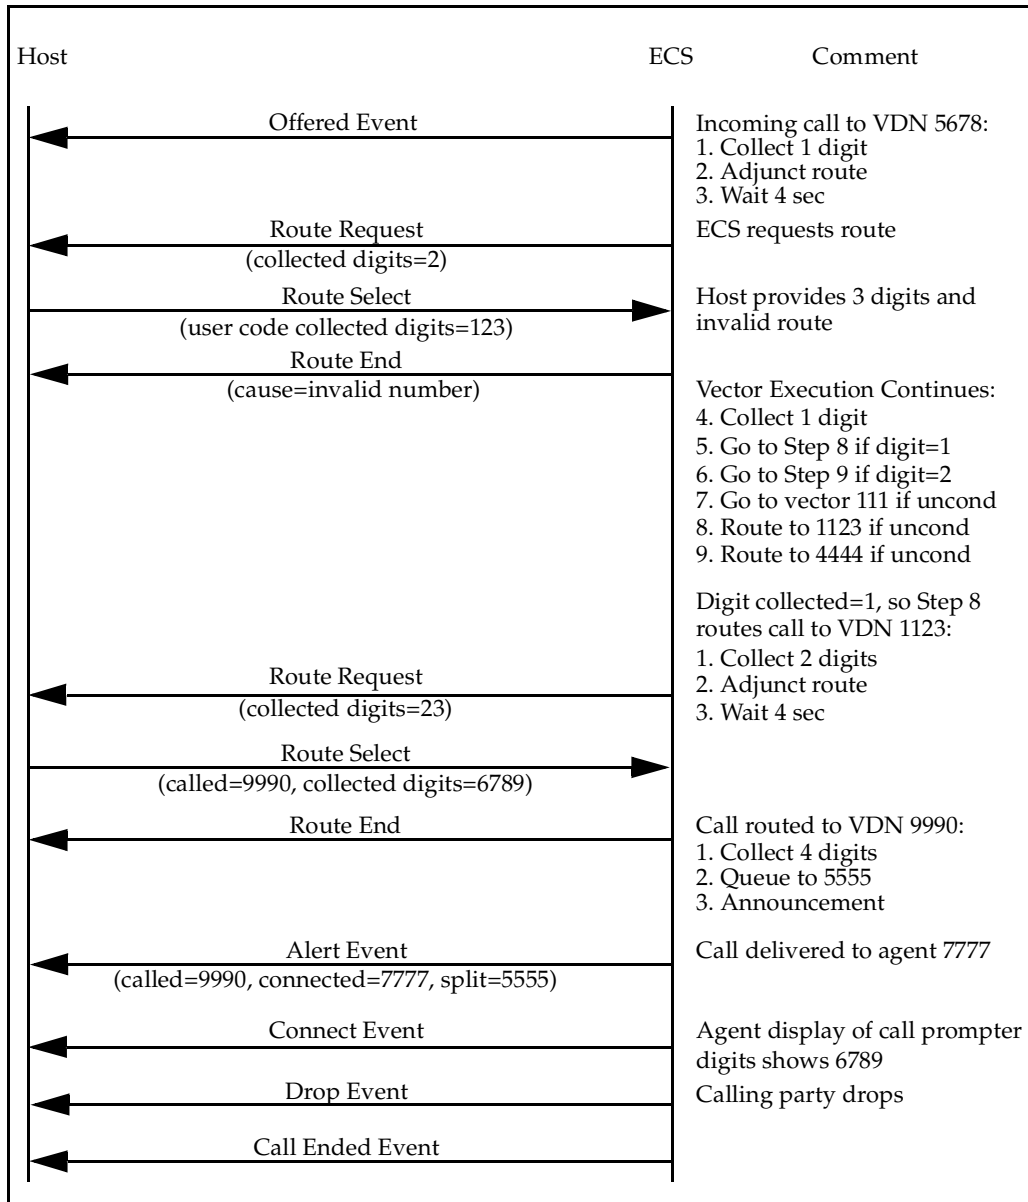 Host ECS Comment
Offered Event
Incoming call to VDN 5678:
1. Collect 1 digit
2. Adjunct route
3. Wait 4 sec
Route Request
ECS requests route
(collected digits=2)
Route Select
Host provides 3 digits and
(user code collected digits=123)
invalid route
Route End
(cause=invalid number)
Vector Execution Continues:
4. Collect 1 digit
5. Go to Step 8 if digit=1
6. Go to Step 9 if digit=2
7. Go to vector 111 if uncond
8. Route to 1123 if uncond
9. Route to 4444 if uncond
Digit collected=1, so Step 8
routes call to VDN 1123:
1. Collect 2 digits
Route Request
2. Adjunct route
(collected digits=23)
3. Wait 4 sec
Route Select
(called=9990, collected digits=6789)
Route End
Call routed to VDN 9990:
1. Collect 4 digits
2. Queue to 5555
3. Announcement
Alert Event
Call delivered to agent 7777
(called=9990, connected=7777, split=5555)
Connect Event
Agent display of call prompter
digits shows 6789
Drop Event
Calling party drops
Call Ended Event